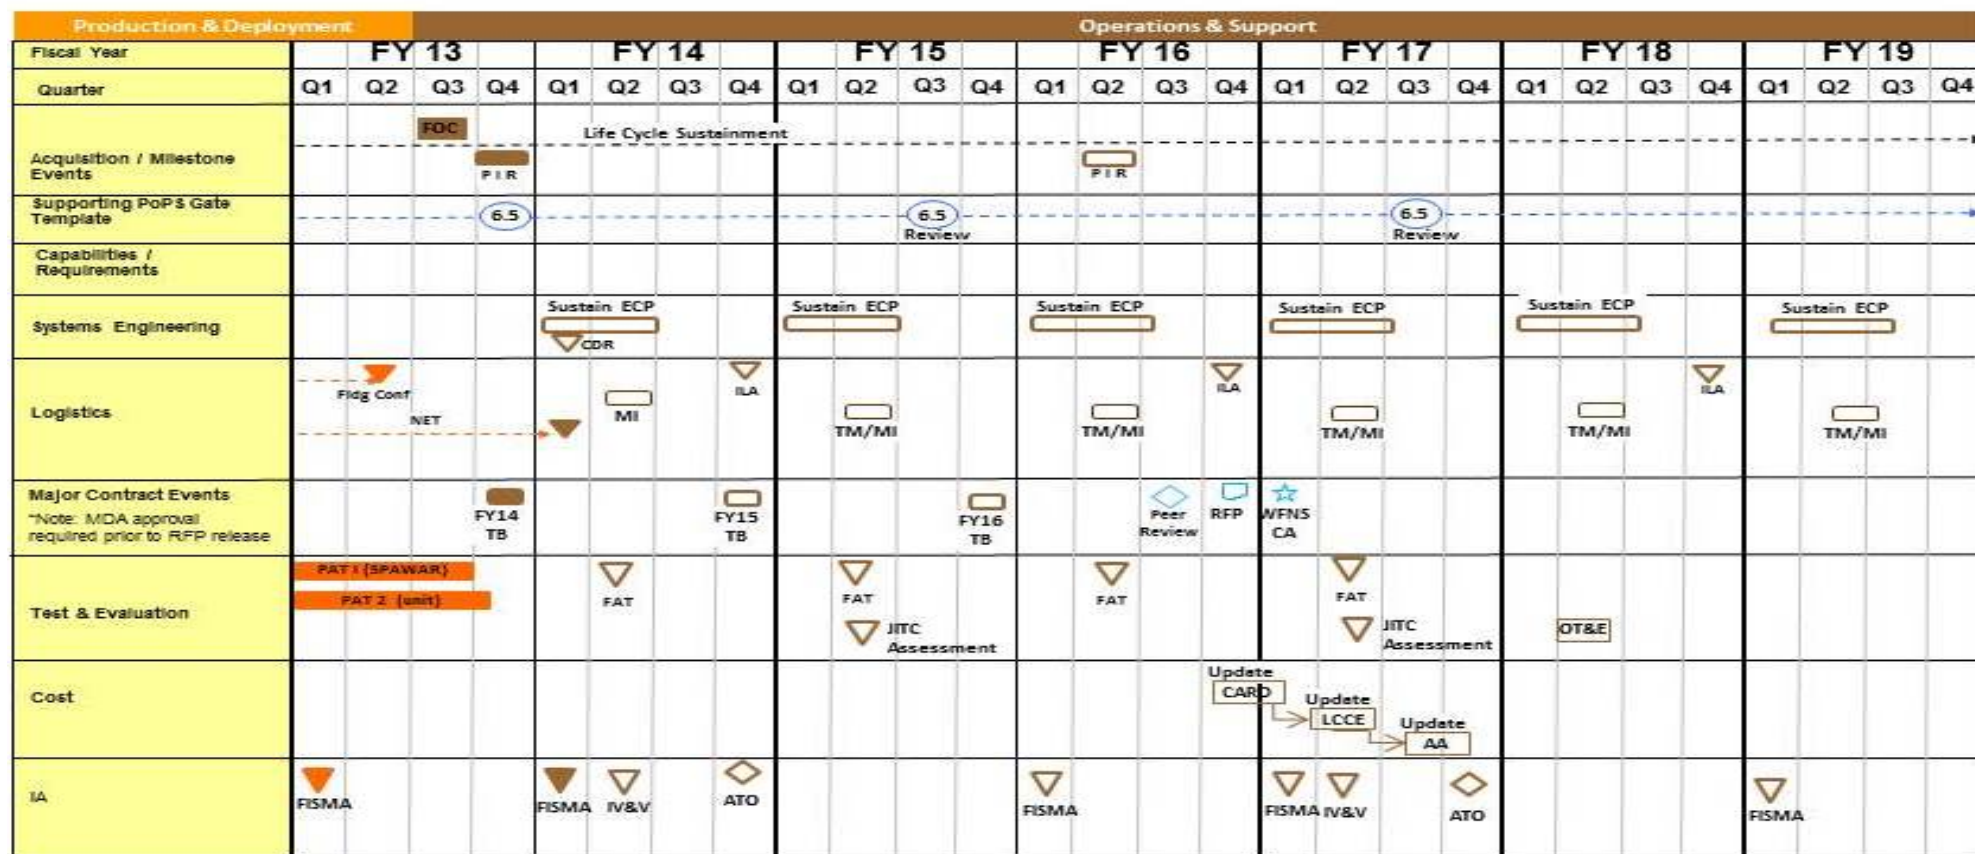 Production & Deployment Operations & Support
Fiscal Year FY 13 FY 14 FY 15 FY 16 FY 17 FY 18 FY 19
Quarter Q1 Q2 Q3 Q4 Q1 Q2 Q3 Q4 Q1 Q2 Q3 Q4 Q1 Q2 Q3 Q4 Q1 Q2 Q3 Q4 Q1 Q2 Q3 Q4 Q1 Q2 Q3 Q4
FOC Life Cycle Sustainment
Acquisition / Milestone
Events
PIR PIR
Supporting PoPS Gate
Template
6.5 6.5 6.5
Review Review
Capabilities /
Requirements
Systems Engineering
Sustain ECP Sustain ECP Sustain ECP Sustain ECP Sustain ECP Sustain ECP
CDR
Logistics
Fldg Conf ILA ILA ILA
NET MI TM/MI TM/MI TM/MI TM/MI TM/MI
Major Contract Events
*Note: MDA approval
required prior to RFP release
FY14 FY15 FY16 Peer RFP WFNS
TB TB TB Review CA
Test & Evaluation
PAT 1 (SPAWAR)
PAT 2 (unit)
FAT FAT FAT FAT
JITC JITC OT&E
Assessment Assessment
Cost
Update
CARD
Update
LCCE
Update
AA
IA
FISMA FISMA IV&V ATO FISMA FISMA IV&V ATO FISMA